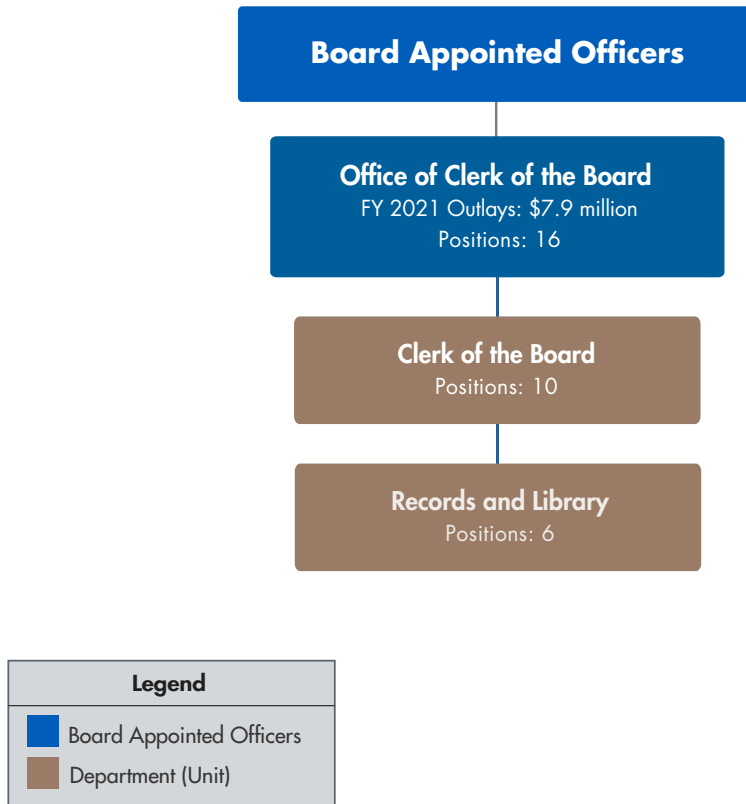 Board Appointed Officers
Office of Clerk of the Board
FY 2021 Outlays: $7.9 million
Positions: 16
Clerk of the Board
Positions: 10
Records and Library
Positions: 6
Legend
Board Appointed Officers
Department (Unit)